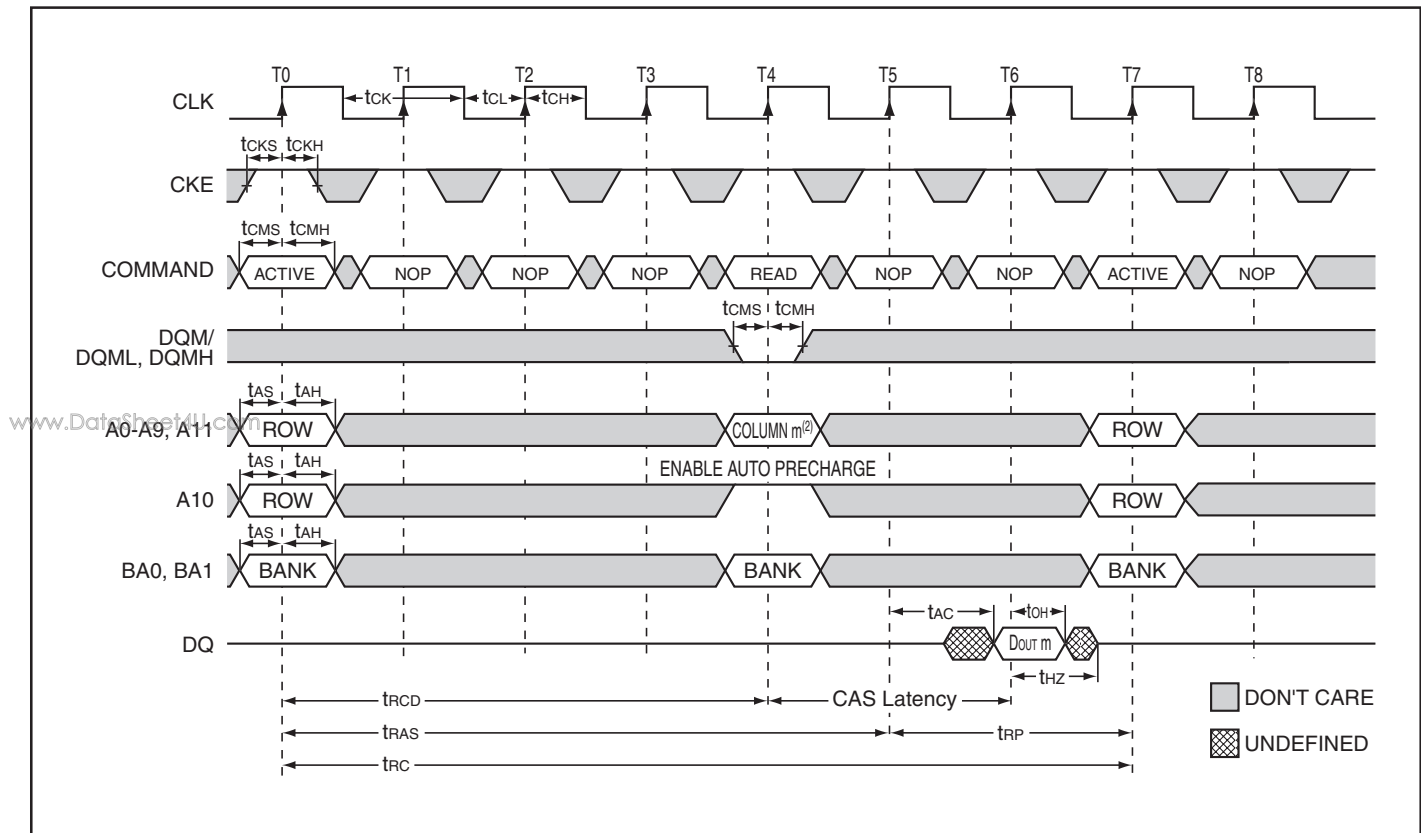 T0 T1 T2 T3 T4 T5 T6 T7 T8
CLK tCK tCL tCH
tCKS tCKH
CKE
tCMS tCMH
COMMAND ACTIVE NOP NOP NOP READ NOP NOP ACTIVE NOP
tCMS tCMH
DQM/
DQML, DQMH
tAS tAH
www.DataSheet4U.com
A0-A9, A11 ROW COLUMN m(2) ROW
tAS tAH ENABLE AUTO PRECHARGE
A10 ROW ROW
tAS tAH
BA0, BA1 BANK BANK BANK
tAC tOH
DQ DOUT m
tHZ
tRCD CAS Latency DON'T CARE
tRAS tRP
UNDEFINED
tRC